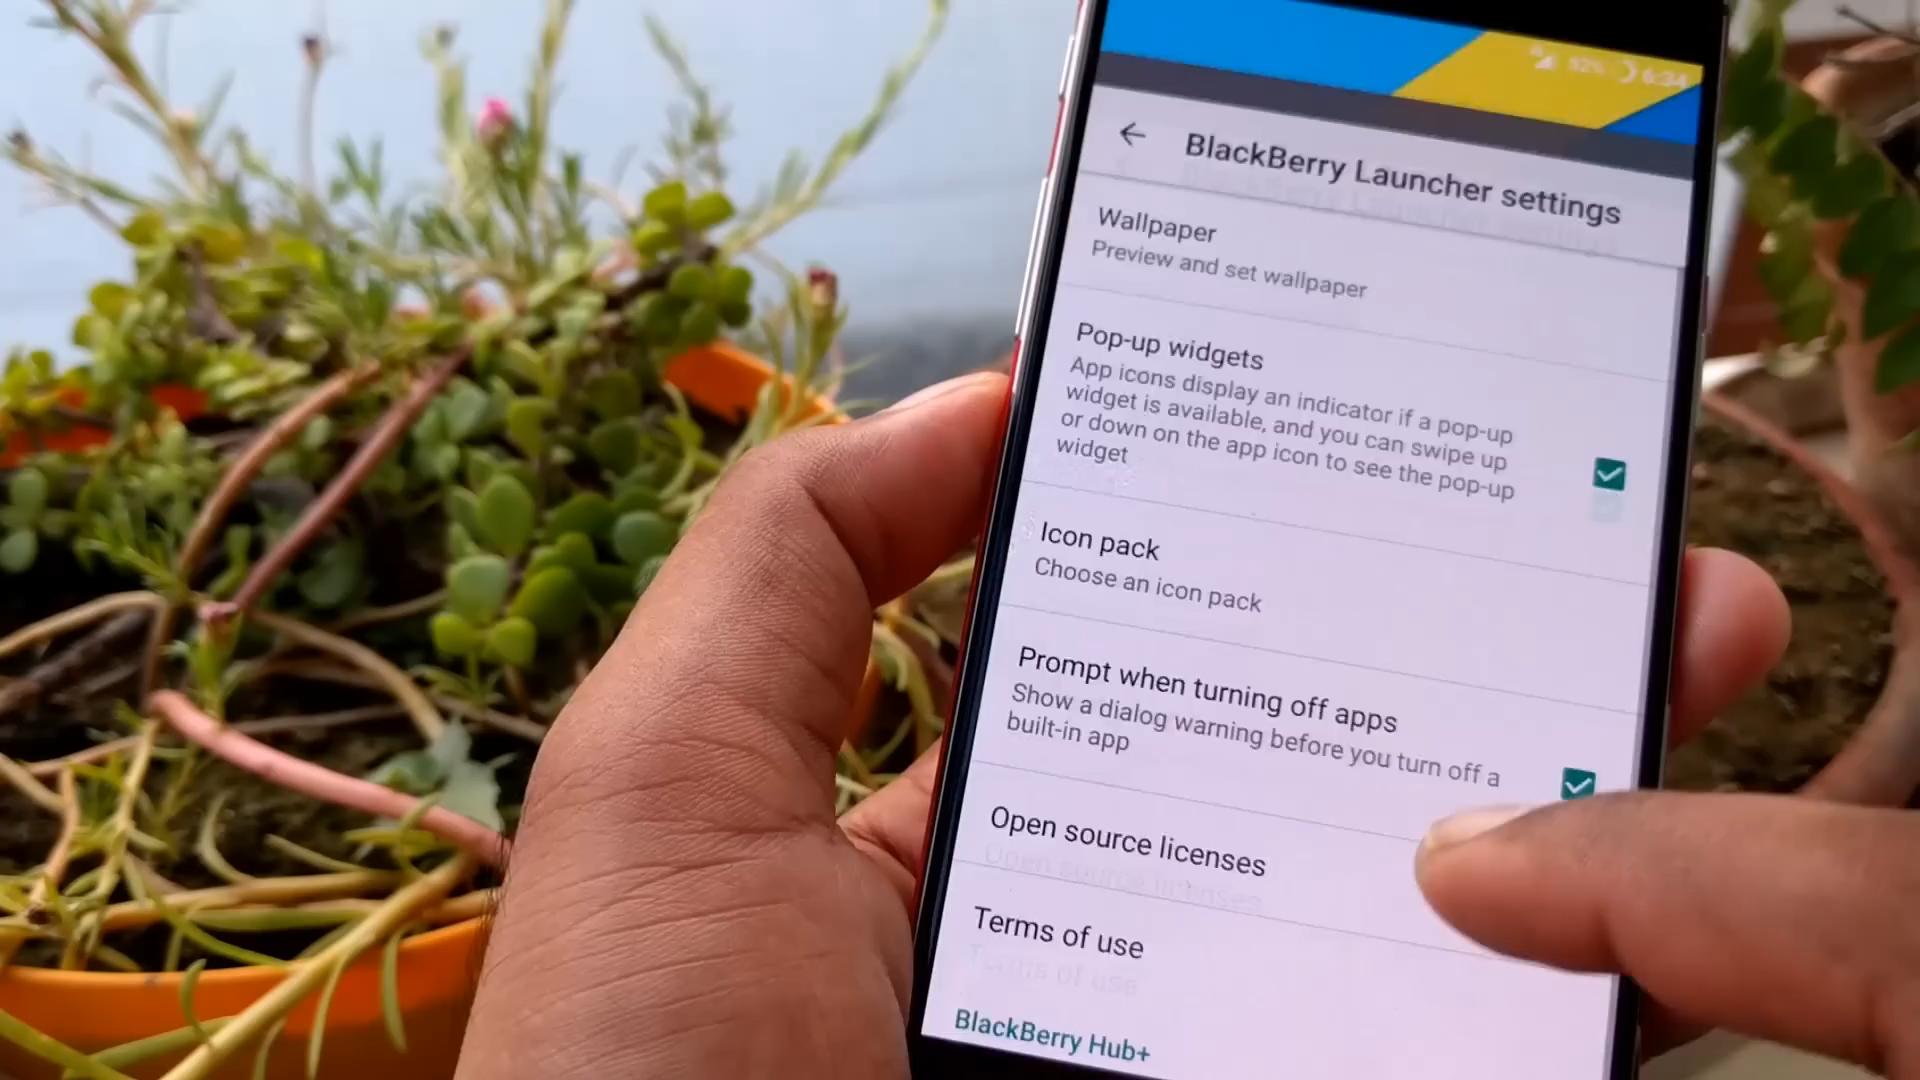 52% 6:24
BlackBerry Launcher settings
Wallpaper
Preview and set wallpaper
Pop-up widgets
App icons display an indicator if a pop-up
widget is available, and you can swipe up
or down on the app icon to see the pop-up
widget
Icon pack
Choose an icon pack
Prompt when turning off apps
Show a dialog warning before you turn off a
built-in app
Open source licenses
Terms of use
BlackBerry Hub+